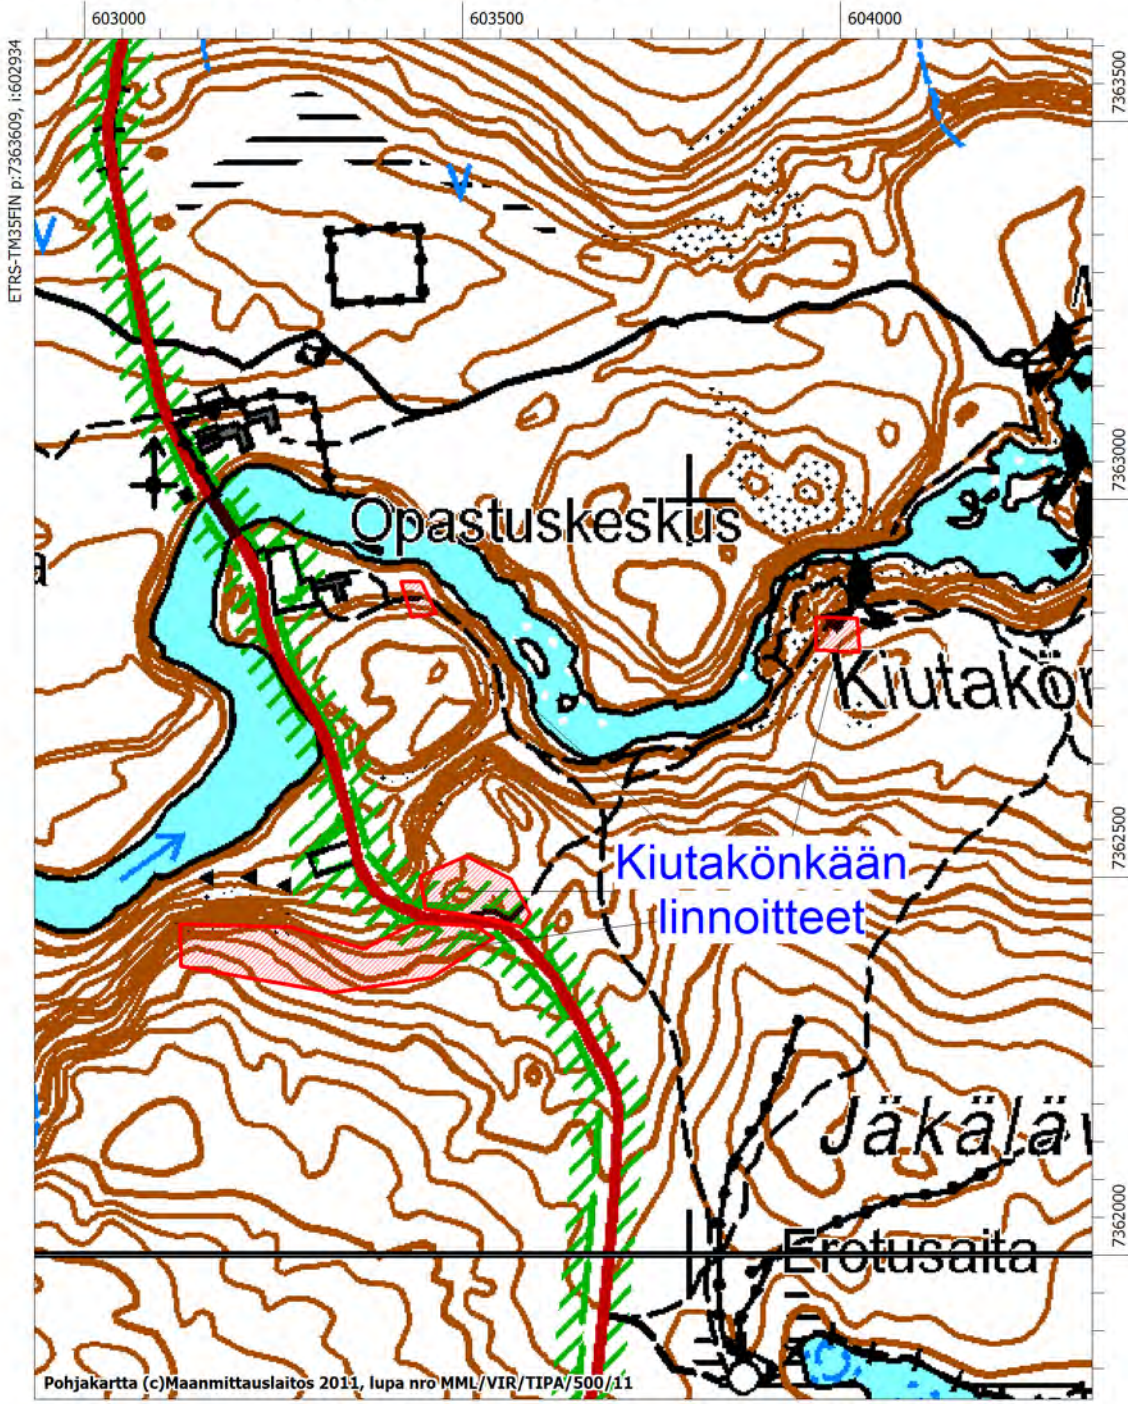 603000
603500
604000
ETRS-TM35FIN p:7363609, i:602934
7363500
7363000
Opastuskeskus
Kiutakön
7362500
Kiutakönkään
linnoitteet
Jäkäläv
7362000
Erotusaita
Pohjakartta (c)Maanmittauslaitos 2011, lupa nro MML/VIR/TIPA/500/11